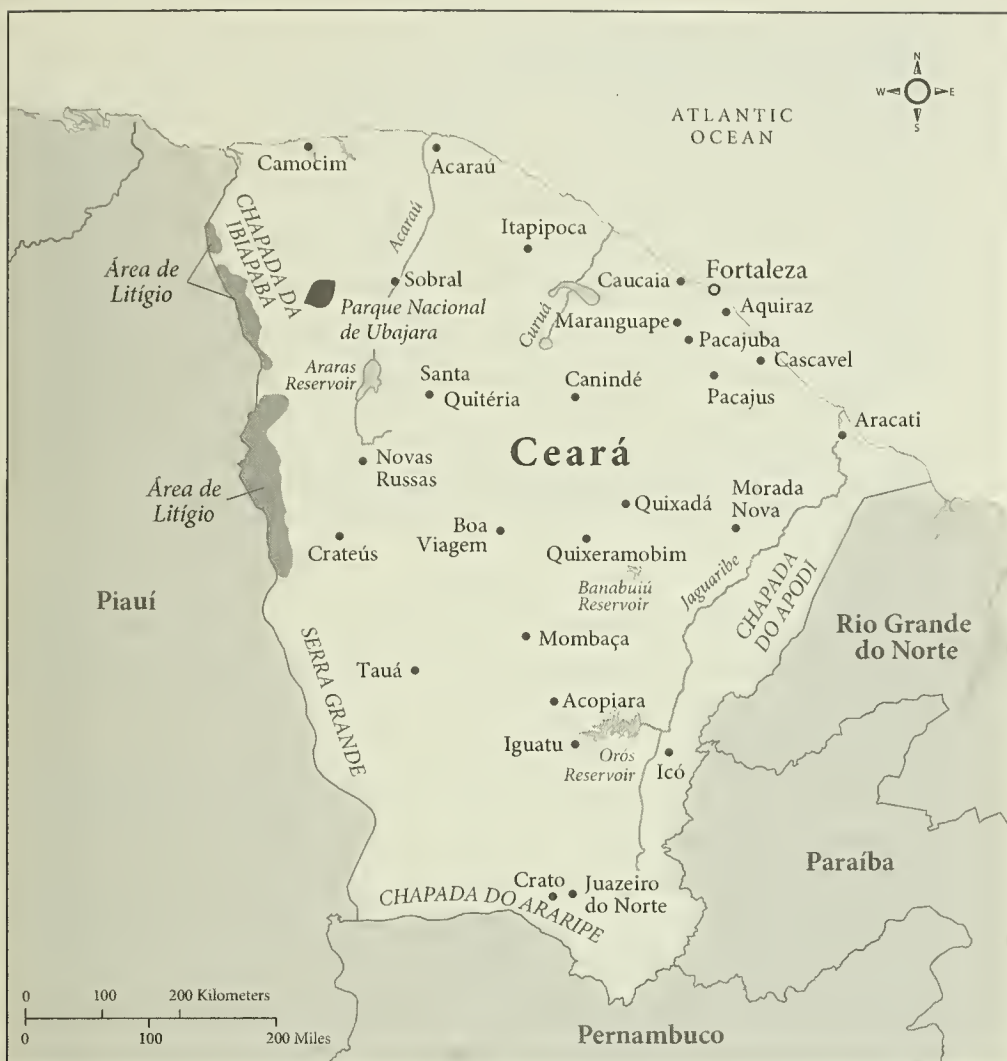 N
W E
S
ATLANTIC
OCEAN
Camocim
Acaraú
CHAPADA DA
IBIAPABA
Acaraú
Itapipoca
Área de
Litígio
Sobral
Caucaia
Fortaleza
Parque Nacional
de Ubajara
Curuá
Aquiraz
Maranguape
Pacajuba
Araras
Reservoir
Cascavel
Santa
Quitéria
Canindé
Pacajus
Aracati
Ceará
Novas
Russas
Área de
Litígio
Quixadá
Morada
Nova
Boa
Viagem
Crateús
Quixeramobim
Banabuiú
Reservoir
Jaguaribe
CHAPADA
DO APODI
Piauí
Rio Grande
do Norte
SERRA GRANDE
Mombaça
Tauá
Acopiara
Iguatu
Orós
Reservoir
Icó
Paraíba
Crato
Juazeiro
do Norte
CHAPADA DO ARARIPE
0 100 200 Kilometers
0 100 200 Miles
Pernambuco